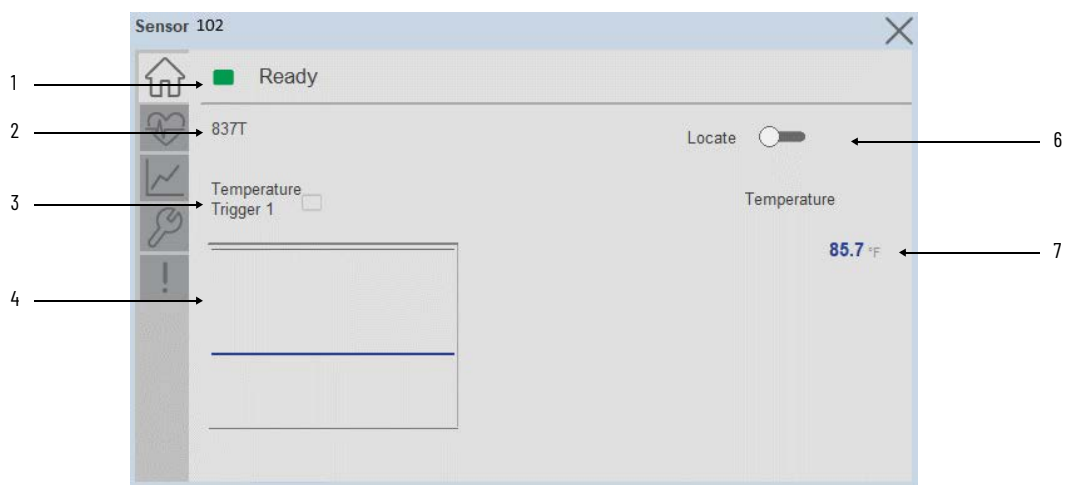 Sensor 102
1
Ready
2
837T
Locate
6
3
Temperature
Trigger 1
Temperature
85.7 °F
7
4
!